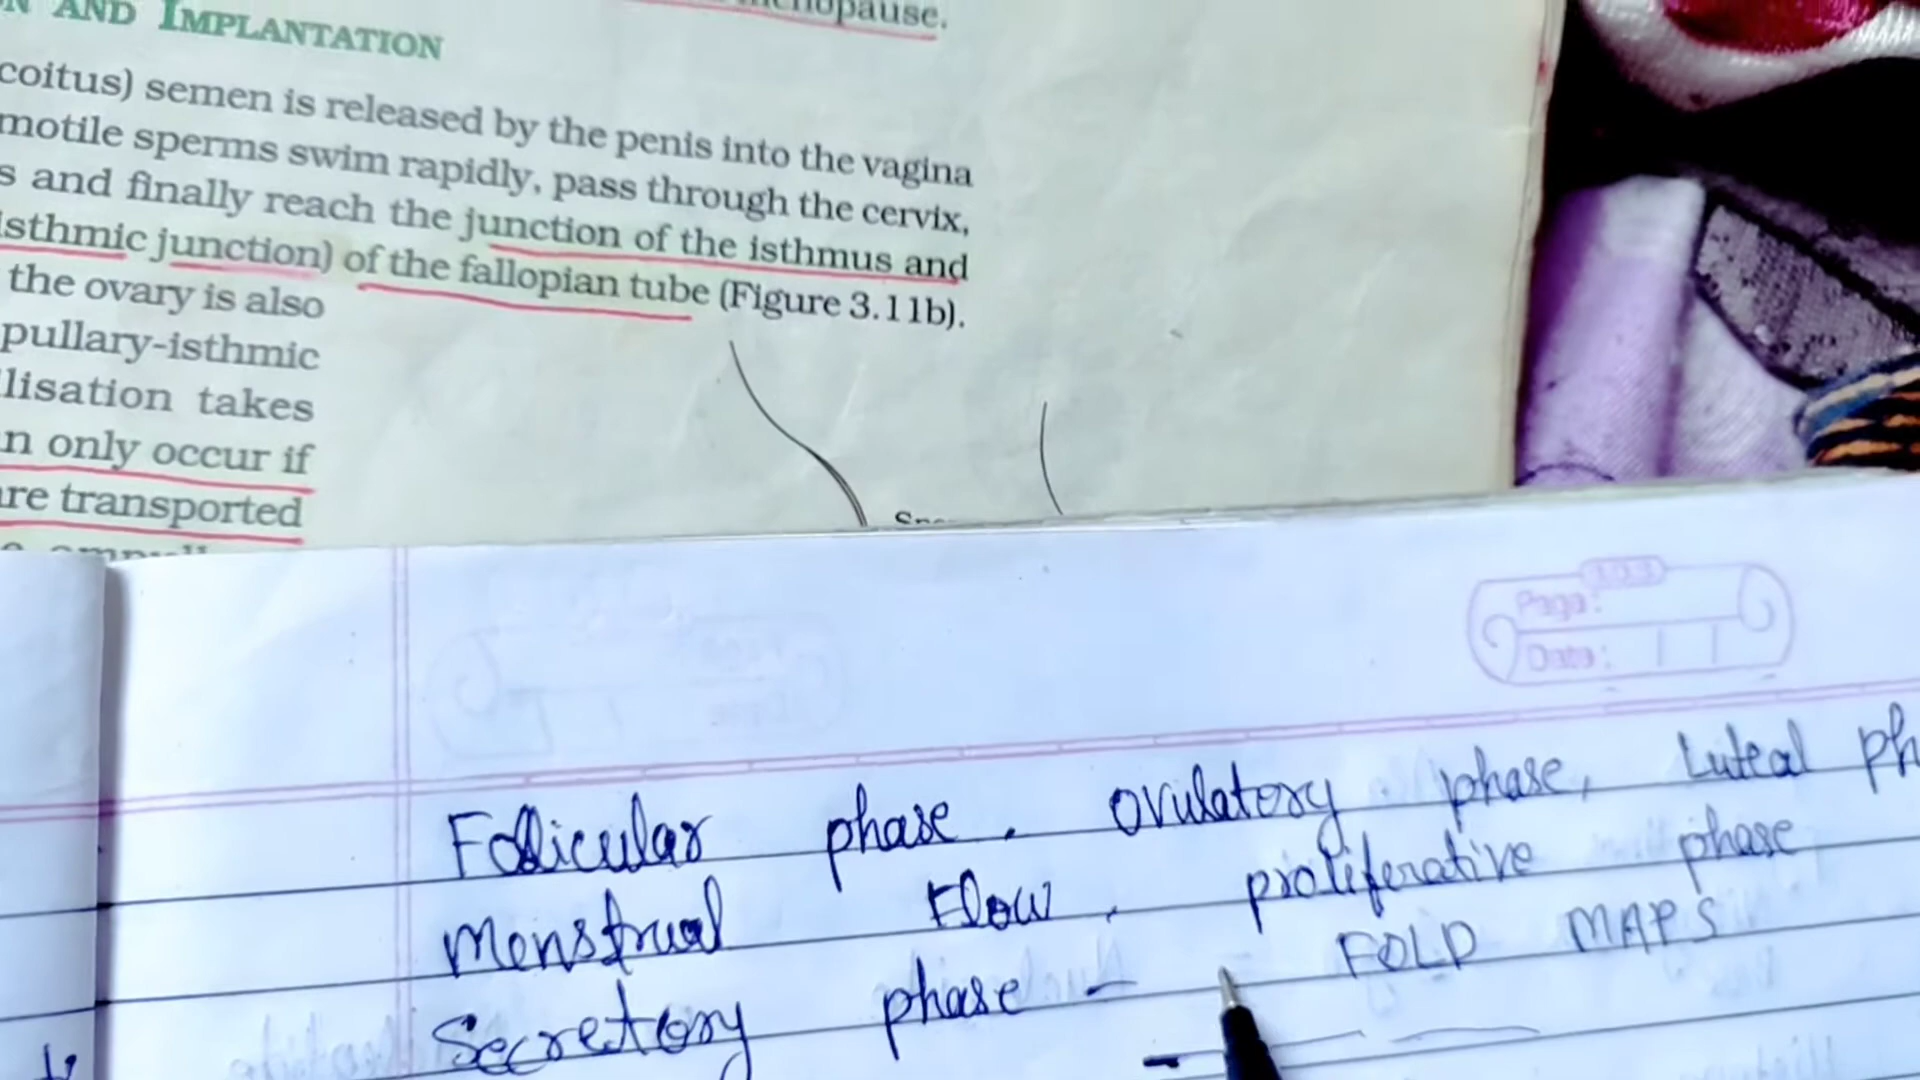 AND IMPLANTATION
menopause.
coitus) semen is released by the penis into the vagina
motile sperms swim rapidly, pass through the cervix,
s and finally reach the junction of the isthmus and
isthmic junction) of the fallopian tube (Figure 3.11b).
the ovary is also
pullary-isthmic
lisation takes
n only occur if
are transported
Page:
Date:
Follicular phase, ovulatory phase, Luteal ph
Menstrual Flow, proliferative phase
Secretory phase - FOLD MAPS